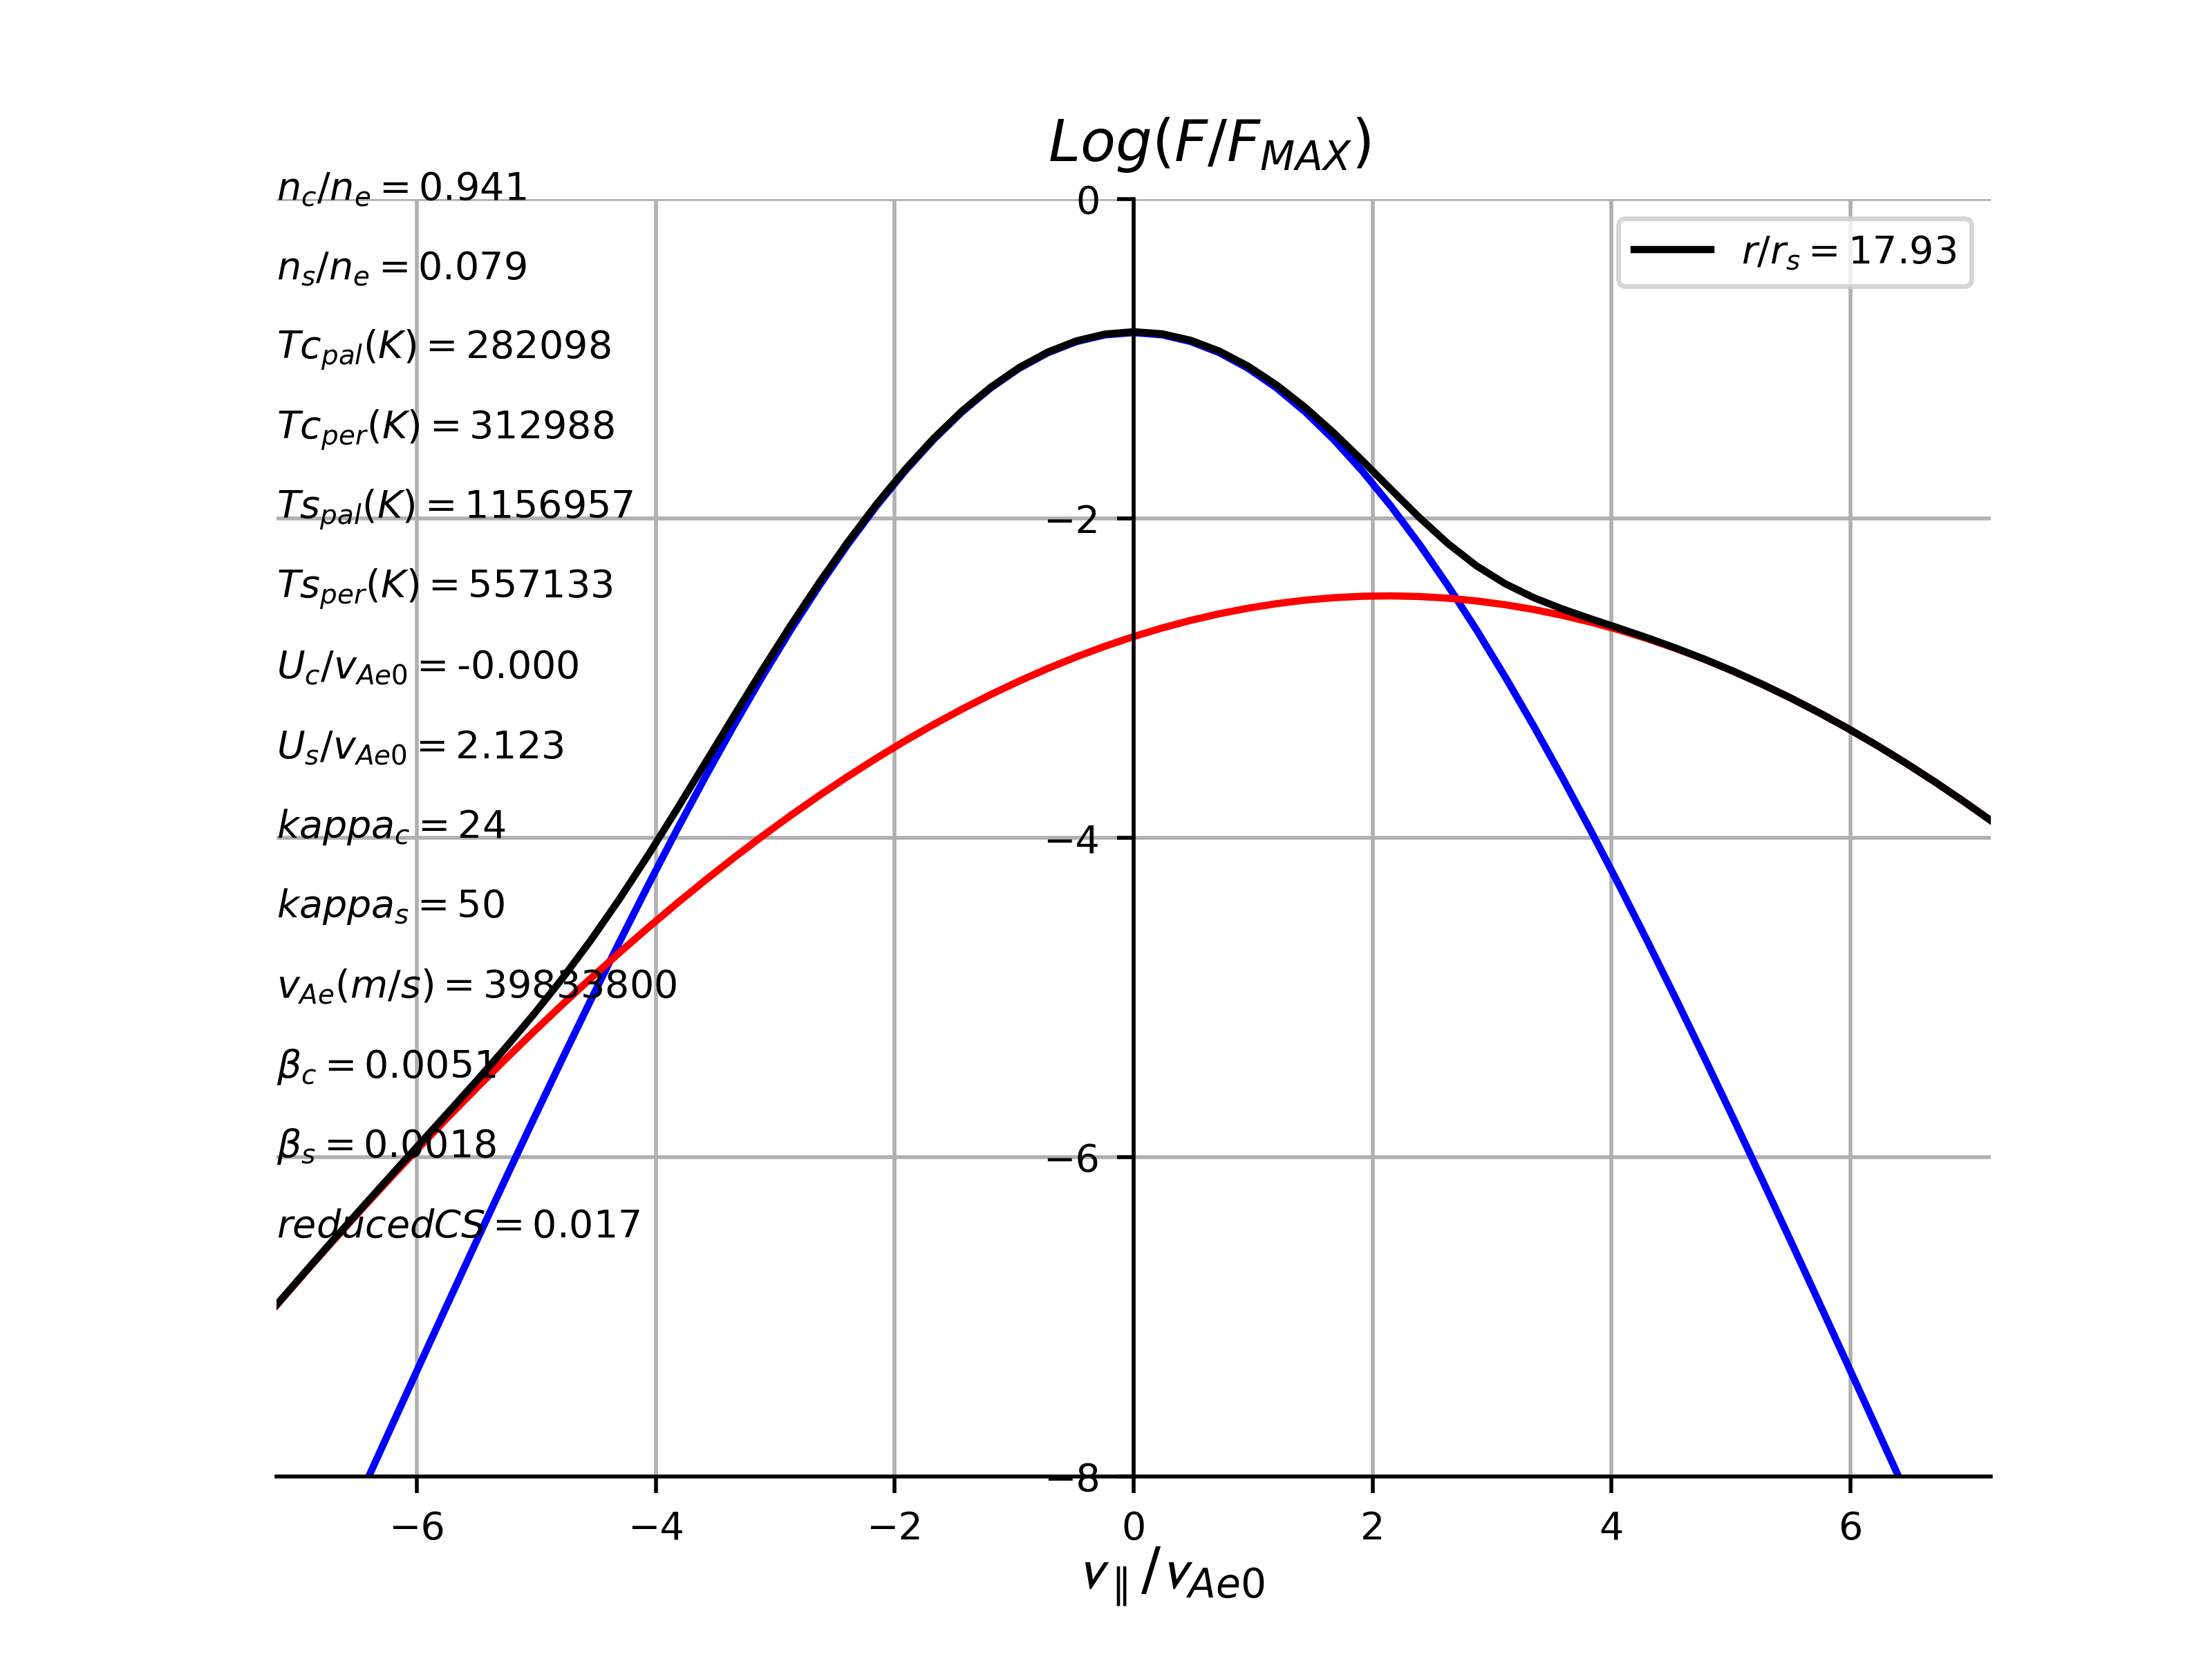 Log(F/F_MAX)
n_c/n_e = 0.941
n_s/n_e = 0.079
Tc_pal(K) = 282098
Tc_per(K) = 312988
Ts_pal(K) = 1156957
Ts_per(K) = 557133
U_c/v_Ae0 = -0.000
U_s/v_Ae0 = 2.123
kappa_c = 24
kappa_s = 50
v_Ae(m/s) = 39833800
β_c = 0.0051
β_s = 0.0018
reducedCS = 0.017
r/r_s = 17.93
0
−2
−4
−6
−8
−6 −4 −2 0 2 4 6
v_∥/v_Ae0